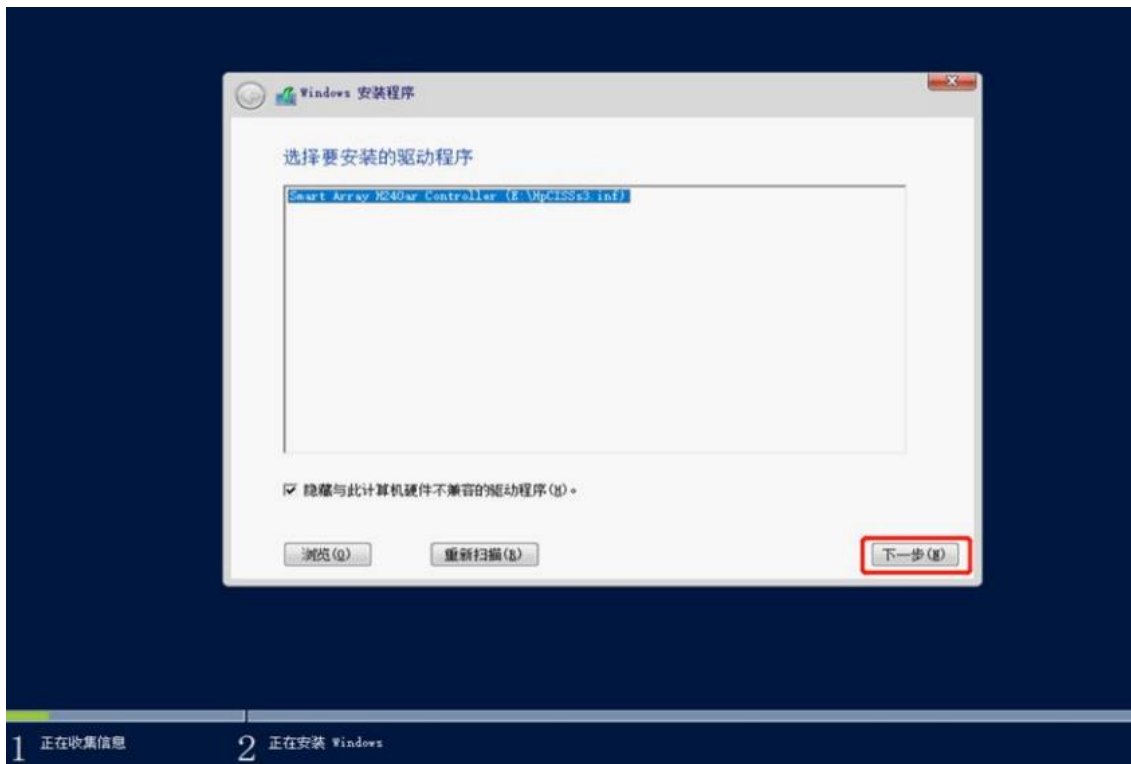 Windows 安装程序
选择要安装的驱动程序
Smart Array H240ar Controller (E:\HpCISSs3.inf)
隐藏与此计算机硬件不兼容的驱动程序(H)。
浏览(O)
重新扫描(R)
下一步(N)
1 正在收集信息
2 正在安装 Windows